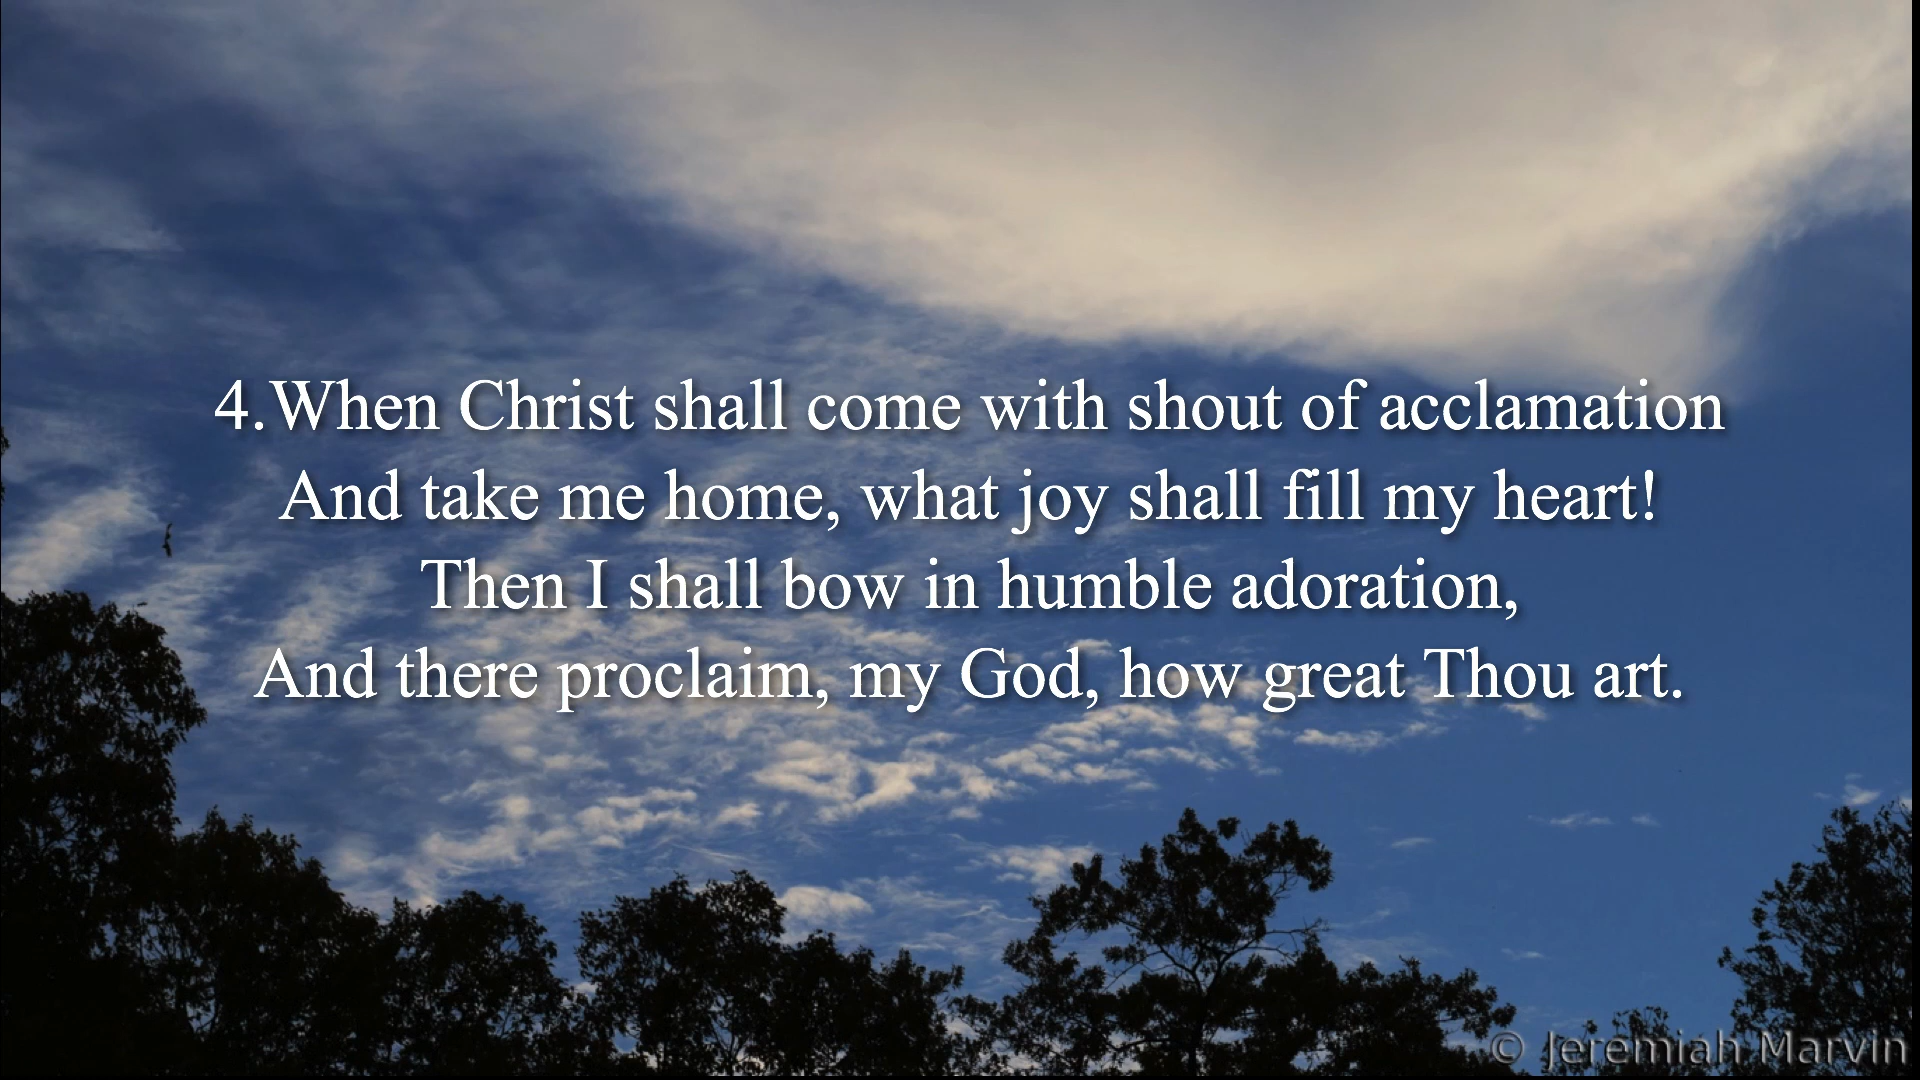 4.When Christ shall come with shout of acclamation
And take me home, what joy shall fill my heart!
Then I shall bow in humble adoration,
And there proclaim, my God, how great Thou art.
© Jeremiah Marvin